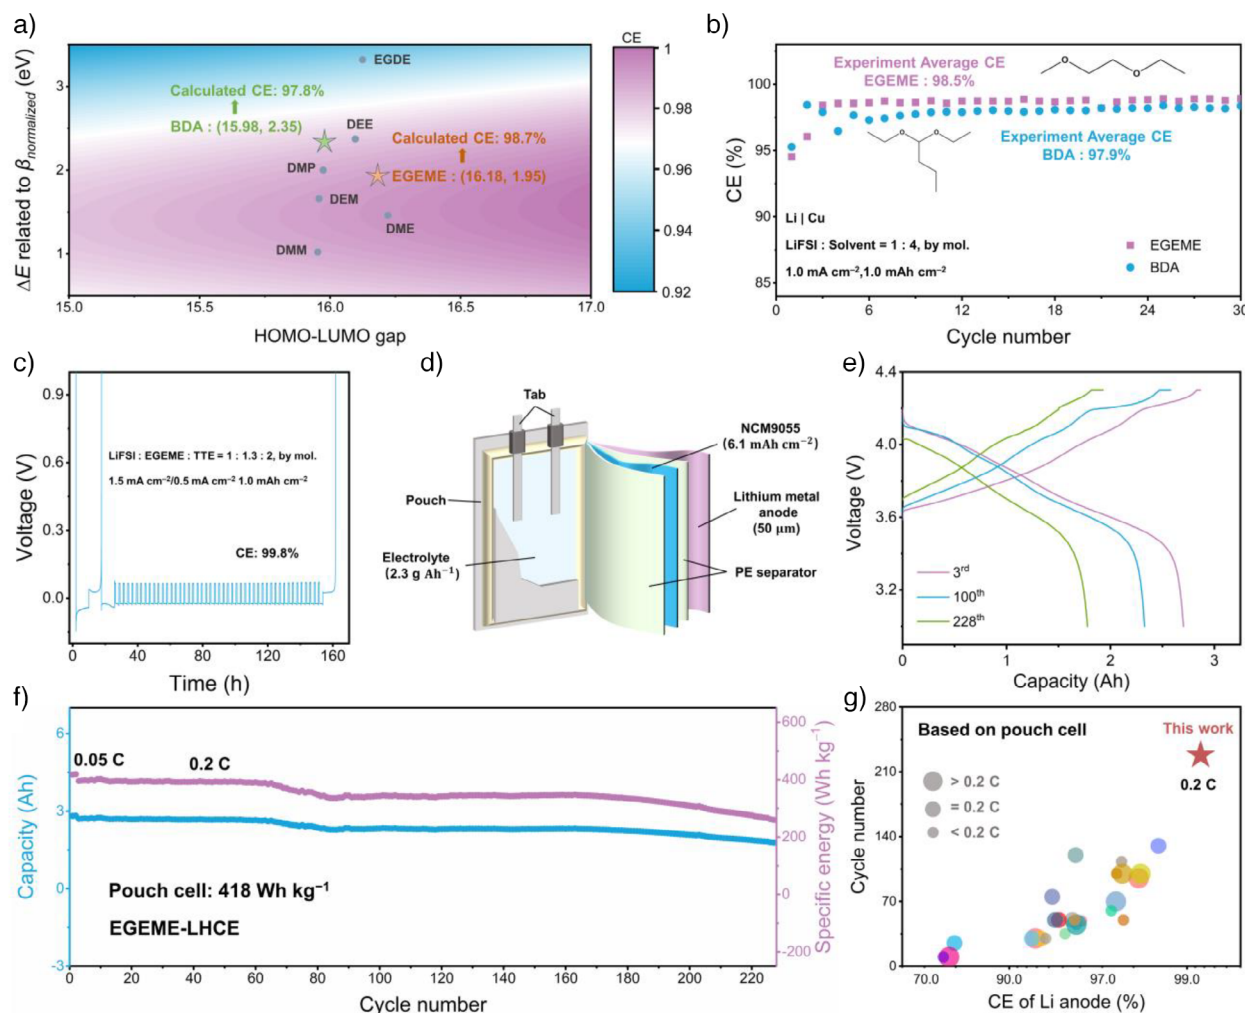 a)
ΔE related to βnormalized (eV)
3
2
1
15.0
15.5
16.0
16.5
17.0
HOMO-LUMO gap
EGDE
Calculated CE: 97.8%
BDA : (15.98, 2.35)
DEE
Calculated CE: 98.7%
DMP
EGEME : (16.18, 1.95)
DEM
DME
DMM
CE
1
0.98
0.96
0.94
0.92
b)
CE (%)
100
95
90
85
Experiment Average CE
EGEME : 98.5%
O
O
O
O
Experiment Average CE
BDA : 97.9%
Li | Cu
LiFSI : Solvent = 1 : 4, by mol.
1.0 mA cm⁻²,1.0 mAh cm⁻²
EGEME
BDA
0
6
12
18
24
30
Cycle number
c)
Voltage (V)
0.9
0.6
0.3
0.0
LiFSI : EGEME : TTE = 1 : 1.3 : 2, by mol.
1.5 mA cm⁻²/0.5 mA cm⁻² 1.0 mAh cm⁻²
CE: 99.8%
0
40
80
120
160
Time (h)
d)
Tab
NCM9055
(6.1 mAh cm⁻²)
Pouch
Lithium metal
anode
(50 μm)
Electrolyte
(2.3 g Ah⁻¹)
PE separator
e)
Voltage (V)
4.4
4.0
3.6
3.2
3rd
100th
228th
0
1
2
3
Capacity (Ah)
f)
Capacity (Ah)
6
3
0
-3
0.05 C
0.2 C
Pouch cell: 418 Wh kg⁻¹
EGEME-LHCE
600
400
200
0
-200
Specific energy (Wh kg⁻¹)
0
20
40
60
80
100
120
140
160
180
200
220
Cycle number
g)
Cycle number
280
210
140
70
0
Based on pouch cell
This work
0.2 C
> 0.2 C
= 0.2 C
< 0.2 C
70.0
90.0
97.0
99.0
CE of Li anode (%)